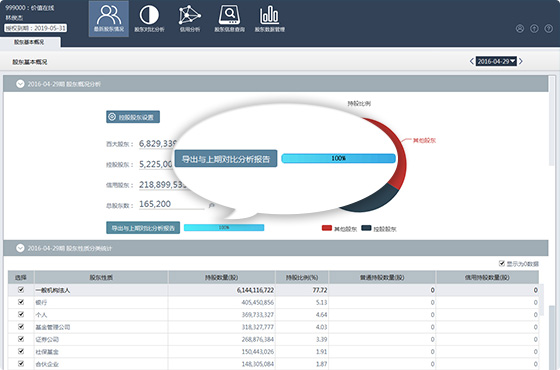 999000：价值在线
林俊杰
授权到期：2019-05-31
最新股东情况
股东对比分析
信用分析
股东信息查询
股东数据管理
股东基本概况
股东基本概况
2016-04-29
2016-04-29期 股东概况分析
控股股东设置
持股比例
百大股东：
6,829,339
控股股东：
5,225,00
信用股东：
218,899,53
总股东数：
165,200
户
导出与上期对比分析报告
100%
导出与上期对比分析报告
100%
其他股东
其他股东 控股股东
2016-04-29期 股东性质分别统计
显示为0数据
选择 股东性质 持股数量(股) 持股比例(%) 普通持股数量(股) 信用持股数量(股)
一般机构法人 6,144,116,722 77.72 0 0
银行 405,450,856 5.13 0 0
个人 369,733,327 4.64 0 0
基金管理公司 318,327,777 4.03 0 0
证券公司 268,876,384 3.39 0 0
社保基金 150,443,026 1.91 0 0
合伙企业 148,305,084 1.87 0 0